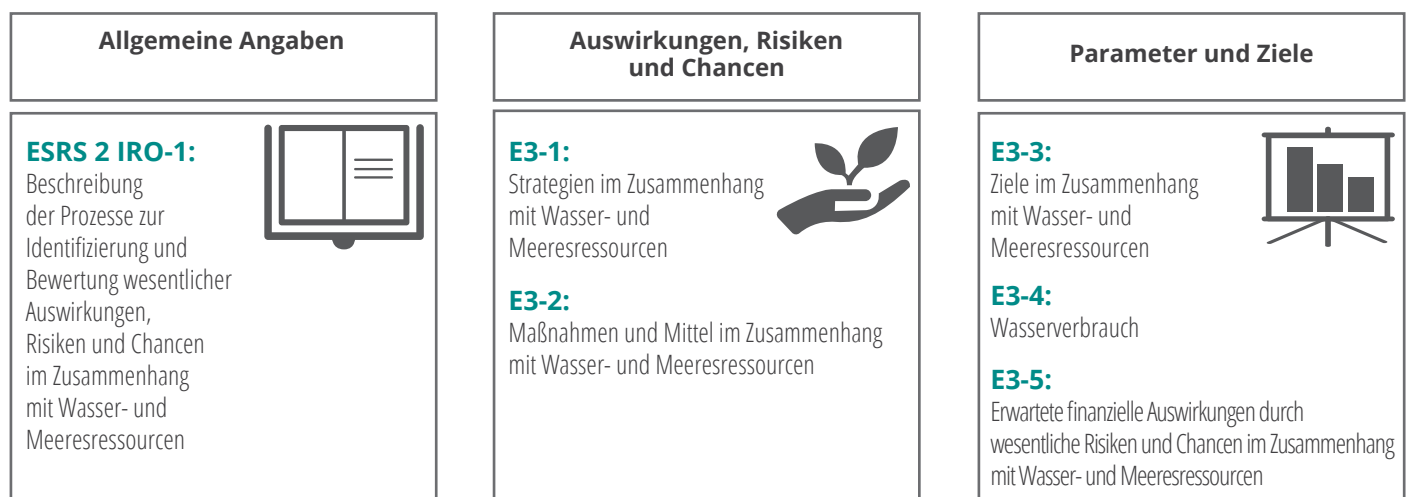 Allgemeine Angaben
ESRS 2 IRO-1:
Beschreibung
der Prozesse zur
Identifizierung und
Bewertung wesentlicher
Auswirkungen,
Risiken und Chancen
im Zusammenhang
mit Wasser- und
Meeresressourcen
Auswirkungen, Risiken
und Chancen
E3-1:
Strategien im Zusammenhang
mit Wasser- und
Meeresressourcen
E3-2:
Maßnahmen und Mittel im Zusammenhang
mit Wasser- und Meeresressourcen
Parameter und Ziele
E3-3:
Ziele im Zusammenhang
mit Wasser- und
Meeresressourcen
E3-4:
Wasserverbrauch
E3-5:
Erwartete finanzielle Auswirkungen durch
wesentliche Risiken und Chancen im Zusammenhang
mit Wasser- und Meeresressourcen